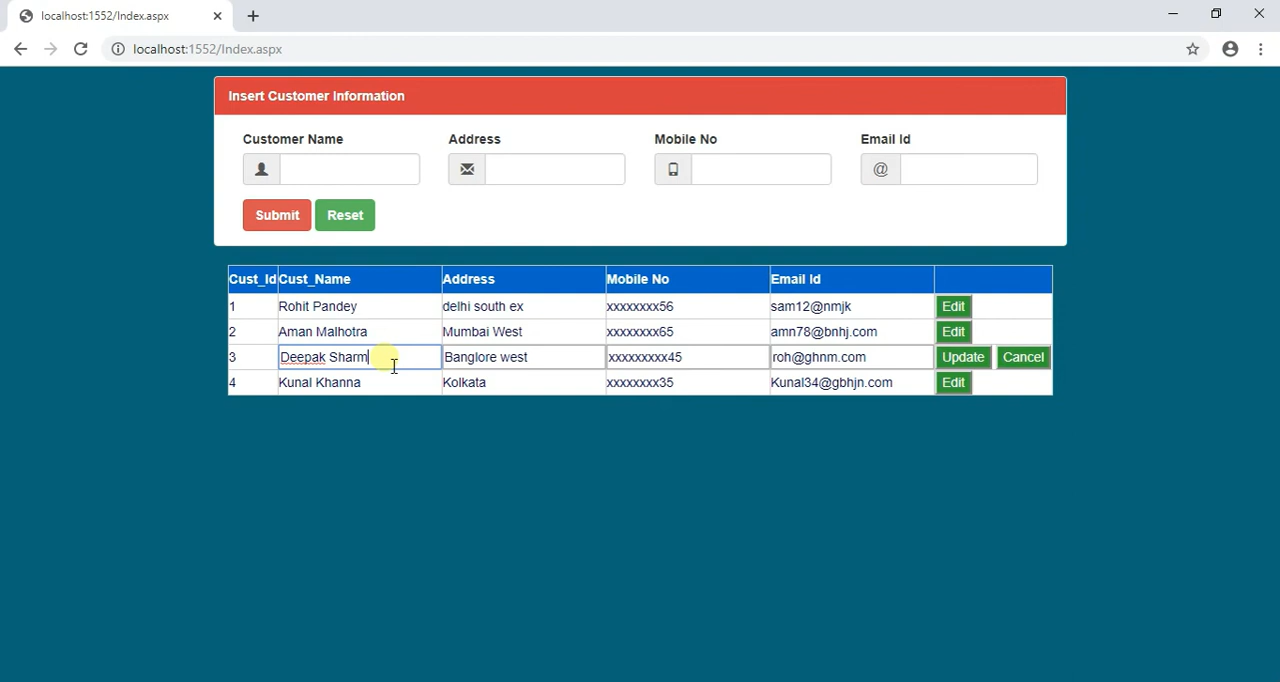 localhost:1552/Index.aspx
localhost:1552/Index.aspx
Insert Customer Information
Customer Name Address Mobile No Email Id
@
Submit Reset
Cust_Id Cust_Name Address Mobile No Email Id
1 Rohit Pandey delhi south ex xxxxxxxx56 sam12@nmjk Edit
2 Aman Malhotra Mumbai West xxxxxxxx65 amn78@bnhj.com Edit
3 Deepak Sharm Banglore west xxxxxxxxx45 roh@ghnm.com Update Cancel
4 Kunal Khanna Kolkata xxxxxxxx35 Kunal34@gbhjn.com Edit